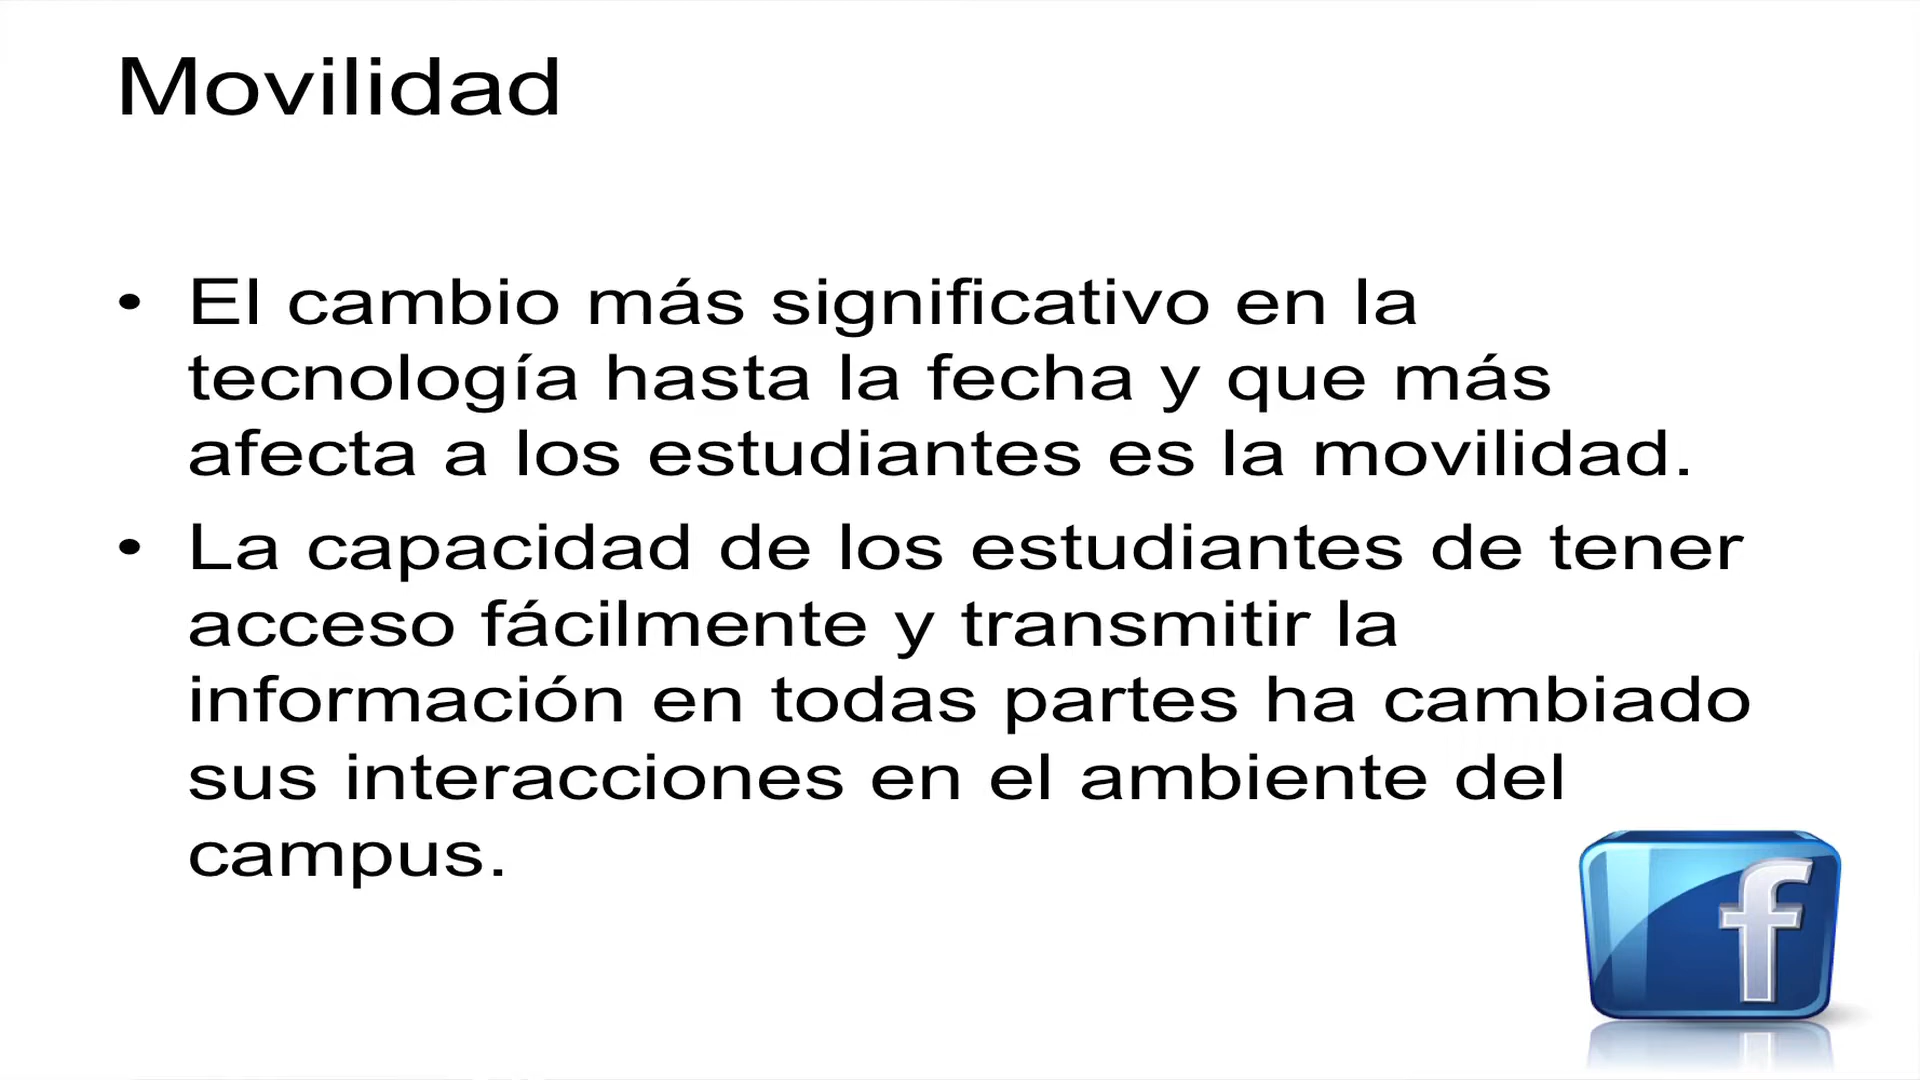 Movilidad
• El cambio más significativo en la
tecnología hasta la fecha y que más
afecta a los estudiantes es la movilidad.
• La capacidad de los estudiantes de tener
acceso fácilmente y transmitir la
información en todas partes ha cambiado
sus interacciones en el ambiente del
campus.
f